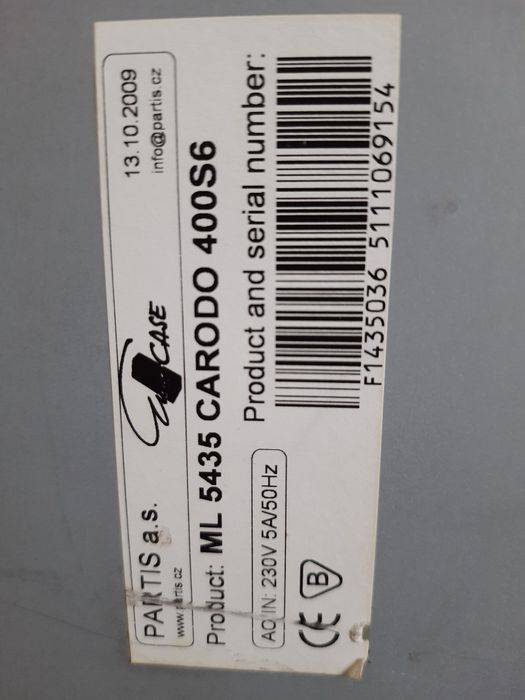 PARTIS a.s.
www.partis.cz
CASE
13.10.2009
info@partis.cz
Product: ML 5435 CARODO 400S6
AC IN: 230V 5A/50Hz
Product and serial number:
CE B
F1435036 5111069154